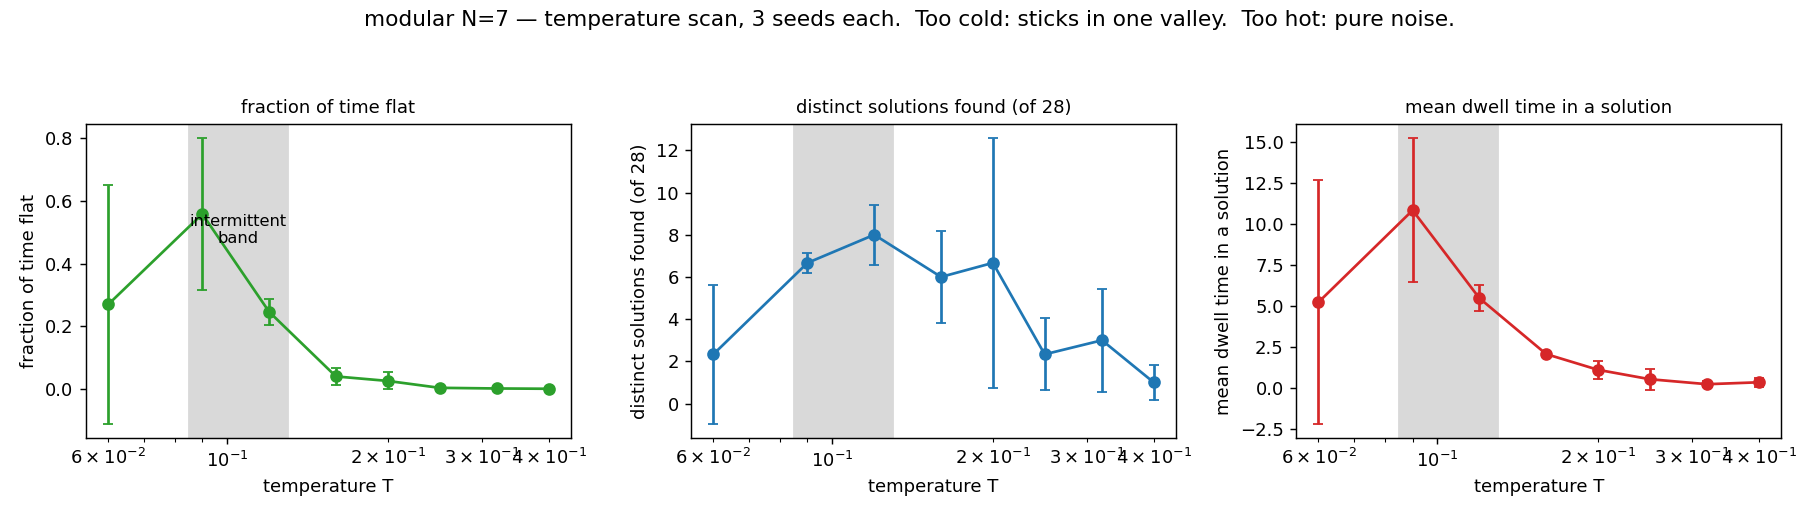 modular N=7 — temperature scan, 3 seeds each.  Too cold: sticks in one valley.  Too hot: pure noise.
fraction of time flat
fraction of time flat
0.8
0.6
0.4
0.2
0.0
intermittent
band
6 × 10⁻²
10⁻¹
2 × 10⁻¹
3 × 10⁻¹
4 × 10⁻¹
temperature T
distinct solutions found (of 28)
distinct solutions found (of 28)
12
10
8
6
4
2
0
6 × 10⁻²
10⁻¹
2 × 10⁻¹
3 × 10⁻¹
4 × 10⁻¹
temperature T
mean dwell time in a solution
mean dwell time in a solution
15.0
12.5
10.0
7.5
5.0
2.5
0.0
−2.5
6 × 10⁻²
10⁻¹
2 × 10⁻¹
3 × 10⁻¹
4 × 10⁻¹
temperature T